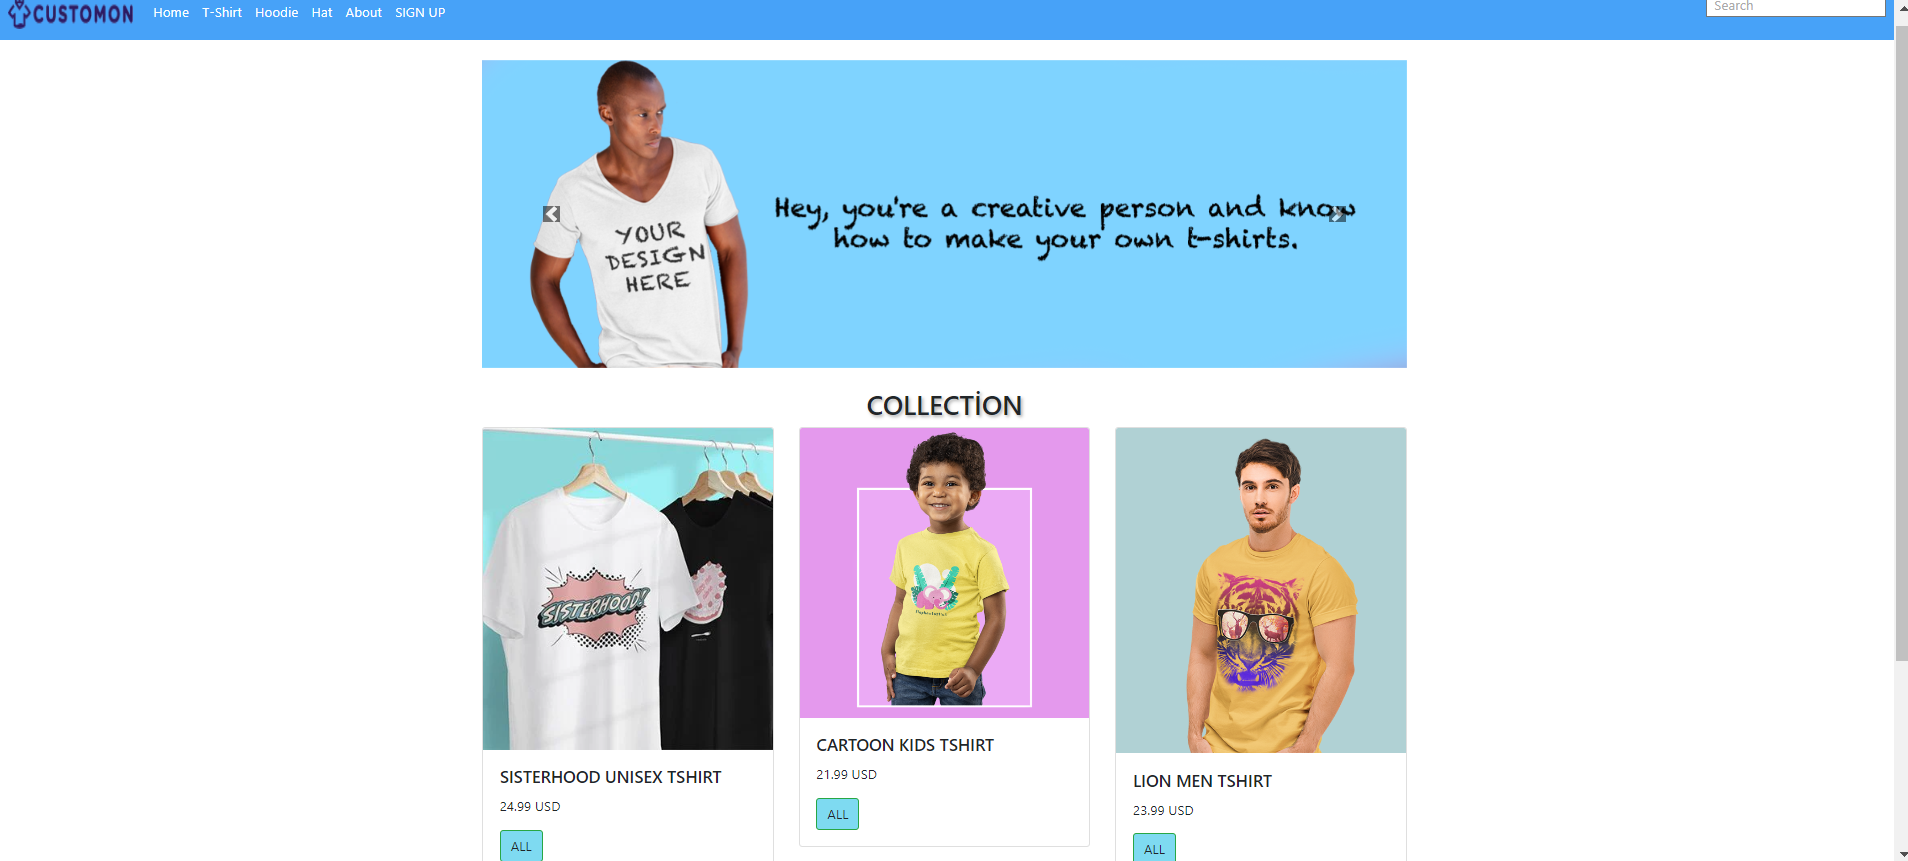 CUSTOMON
Home T-Shirt Hoodie Hat About SIGN UP
Search
YOUR
DESIGN
HERE
Hey, you're a creative person and know
how to make your own t-shirts.
COLLECTİON
SISTERHOOD!
SISTERHOOD UNISEX TSHIRT
24.99 USD
ALL
CARTOON KIDS TSHIRT
21.99 USD
ALL
LION MEN TSHIRT
23.99 USD
ALL